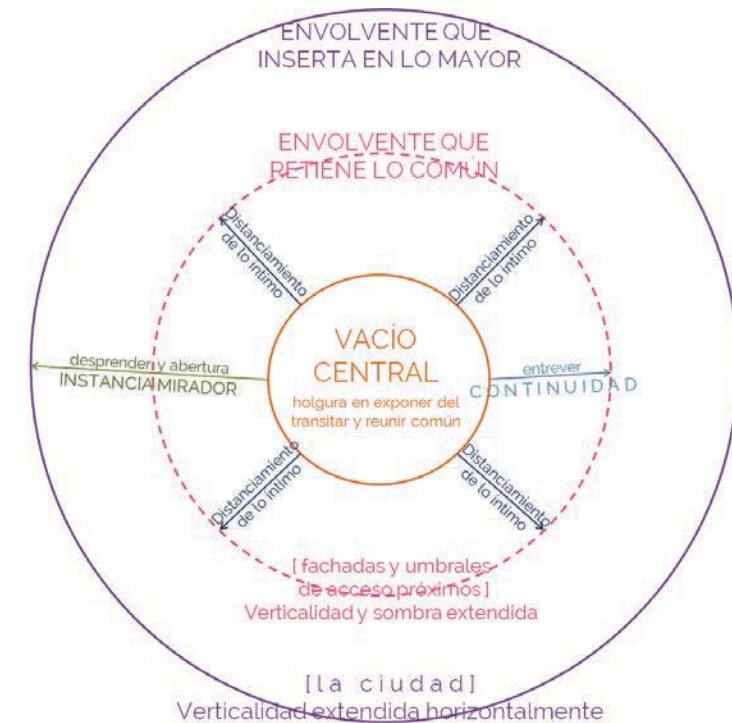 ENVOLVENTE QUE
INSERTA EN LO MAYOR
ENVOLVENTE QUE
RETIENE LO COMÚN
Distanciamiento
de lo íntimo
Distanciamiento
de lo íntimo
VACÍO
CENTRAL
holgura en exponer del
transitar y reunir común
desprender y abertura
INSTANCIA MIRADOR
entrever
CONTINUIDAD
Distanciamiento
de lo íntimo
Distanciamiento
de lo íntimo
[ fachadas y umbrales
de acceso próximos ]
Verticalidad y sombra extendida
[ la ciudad ]
Verticalidad extendida horizontalmente